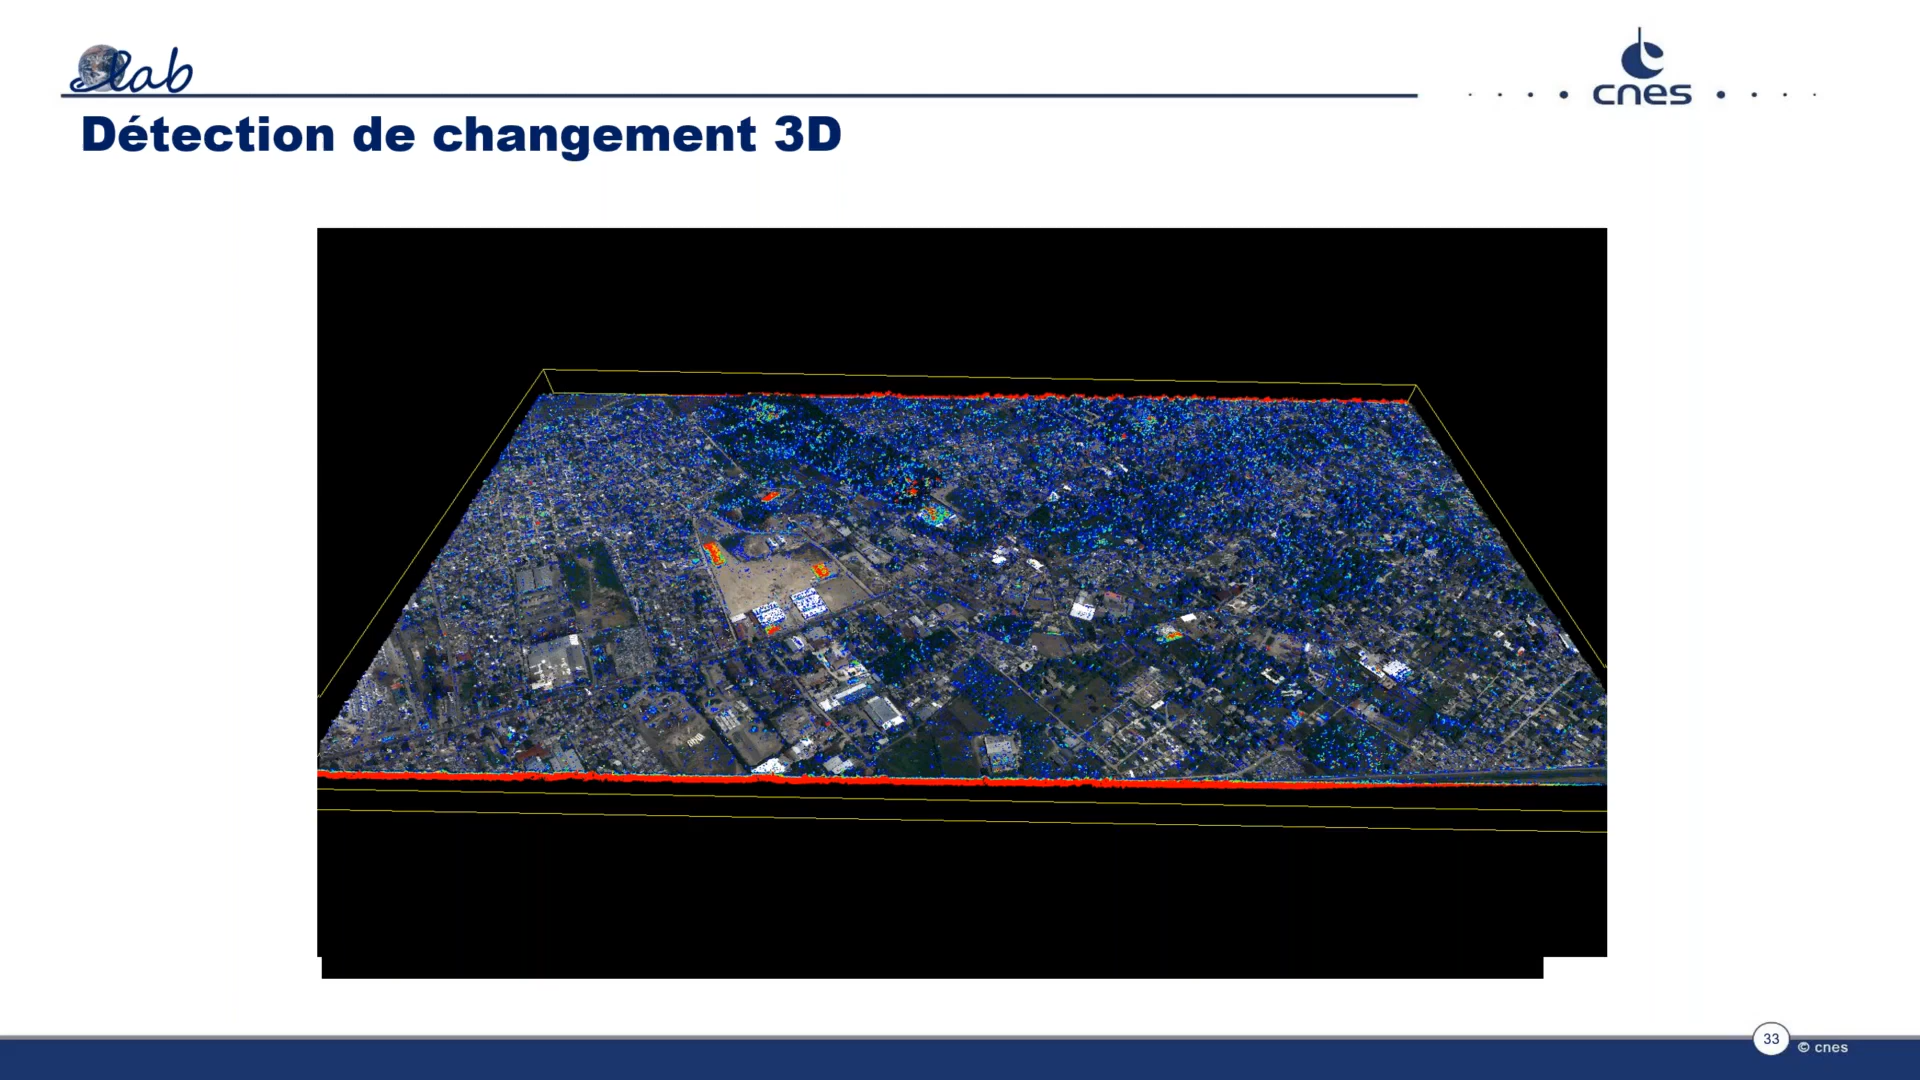 lab
cnes
Détection de changement 3D
33
© cnes